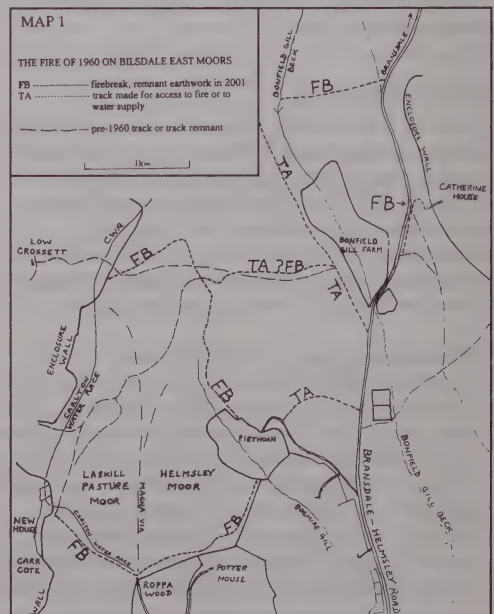 MAP 1
THE FIRE OF 1960 ON BILSDALE EAST MOORS
FB ---------- firebreak, remnant earthwork in 2001
TA ............ track made for access to fire or to
water supply
— — — pre-1960 track or track remnant
1km
BONFIELD GILL
BECK
BRANSDALE
FB
ENCLOSURE WALL
TA
CATHERINE
HOUSE
FB
BONFIELD
GILL FARM
LOW
CROSSETT
CWR
FB
TA ?FB
TA
ENCLOSURE
WALL
CARLTON
WATER RACE
FB
TA
PIETHORN
BRANSDALE - HELMSLEY ROAD
BONFIELD GILL BECK
LASKILL
PASTURE
MOOR
HELMSLEY
MOOR
MAGNA VIA
BOGMIRE GILL
NEW
HOUSE
CARLTON WATER RACE
FB
FB
CARR
COTE
WALL
ROPPA
WOOD
POTTER
HOUSE